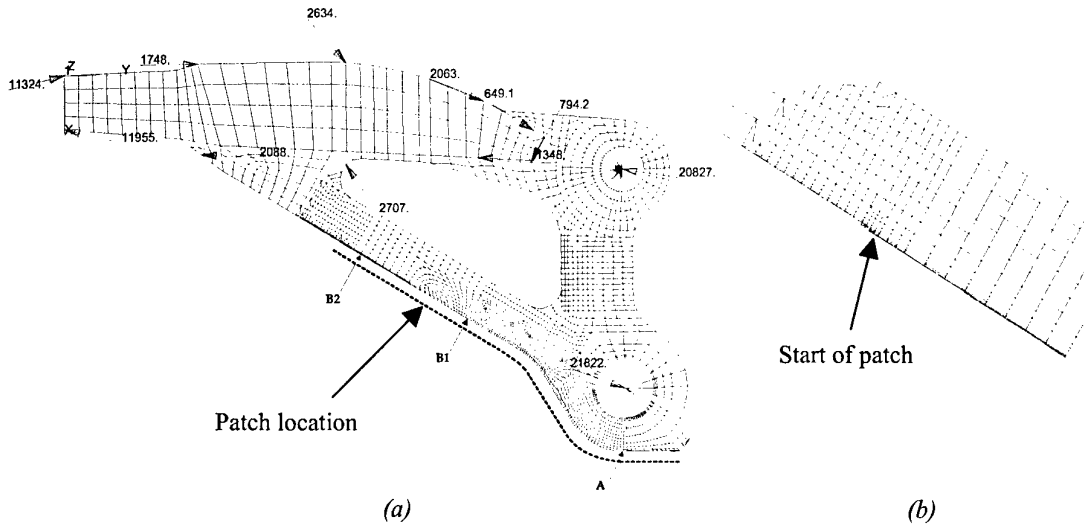 2634.
Z
Y
1748.
11324.
2063.
649.1
794.2
X
11955.
2088.
1348.
20827.
2707.
B2
B1
21822.
Start of patch
Patch location
A
(a)
(b)